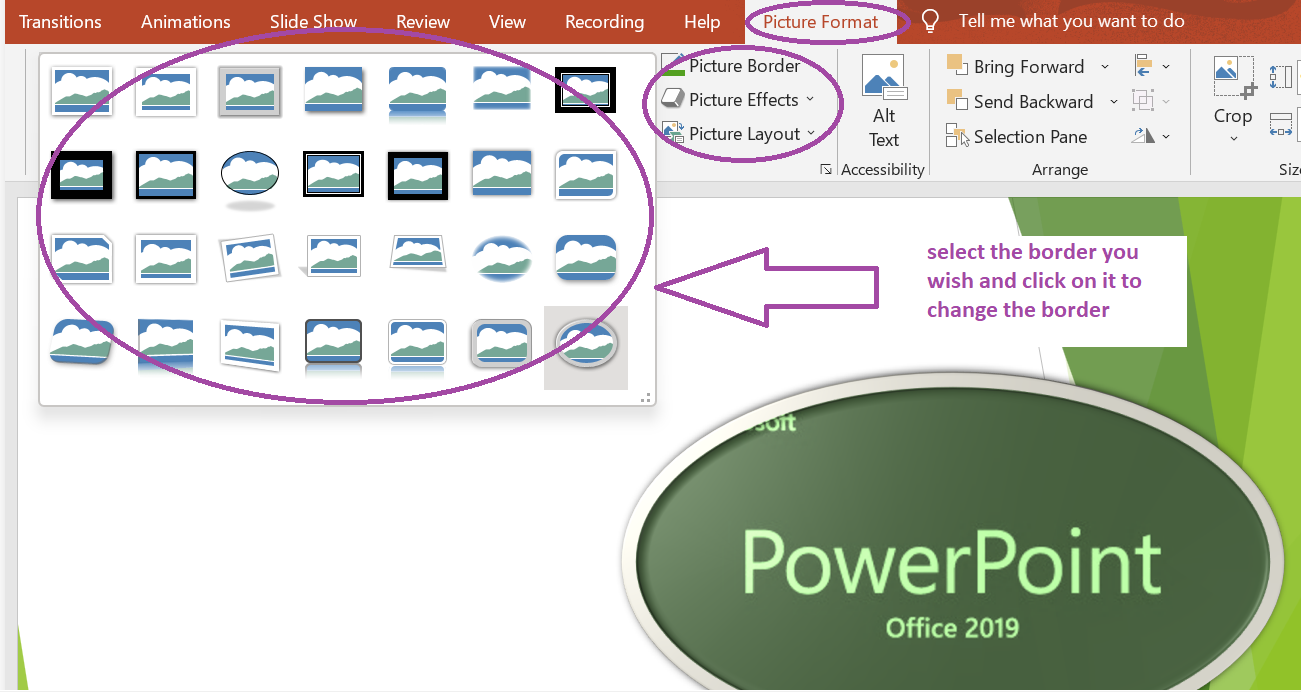 Transitions Animations Slide Show Review View Recording Help Picture Format Tell me what you want to do
Picture Border
Picture Effects
Picture Layout
Alt
Text
Accessibility
Bring Forward
Send Backward
Selection Pane
Arrange
Crop
select the border you
wish and click on it to
change the border
PowerPoint
Office 2019